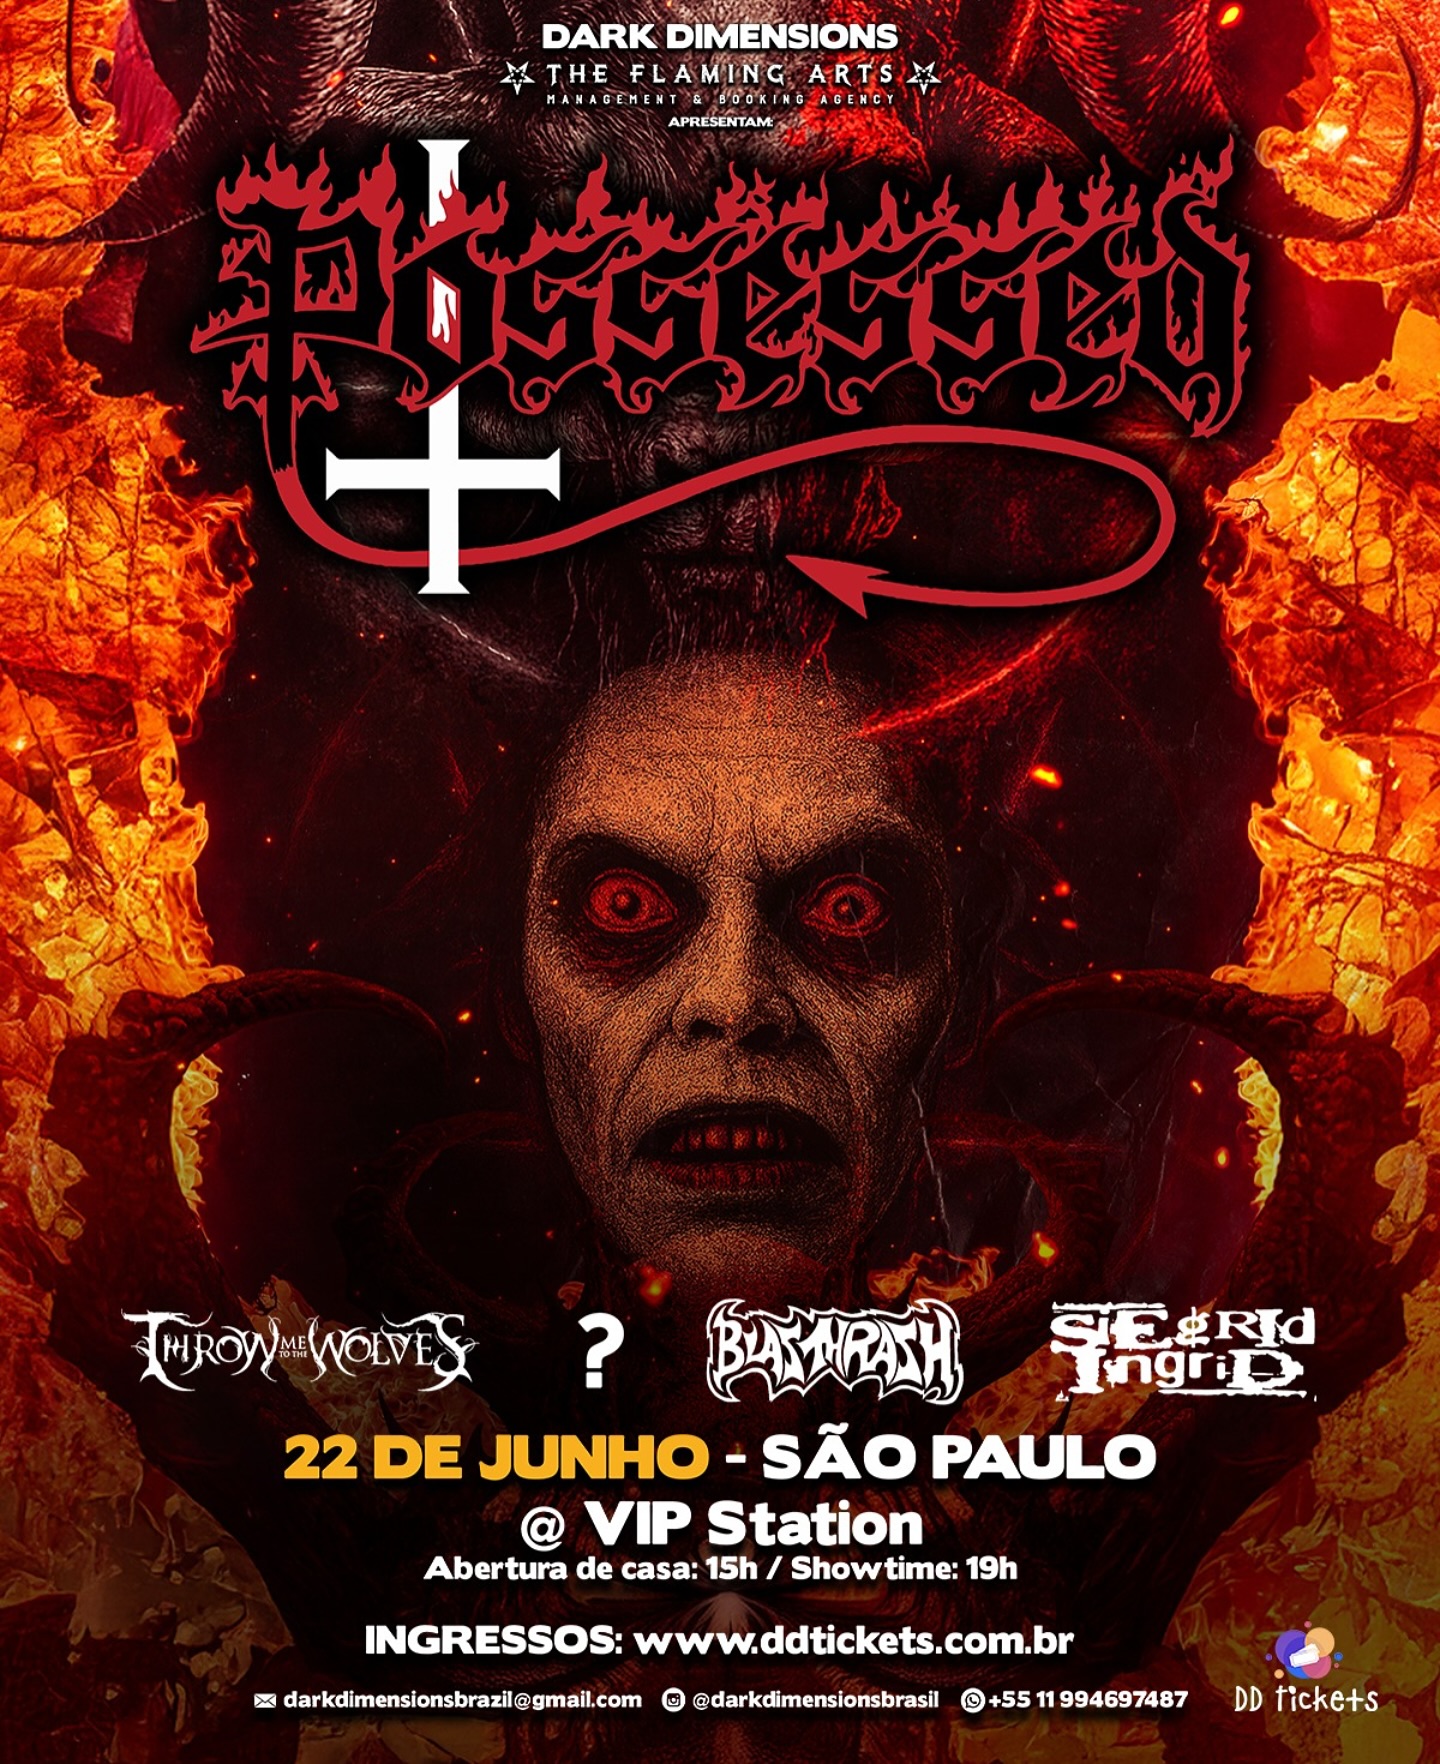 DARK DIMENSIONS
THE FLAMING ARTS
MANAGEMENT & BOOKING AGENCY
APRESENTAM:
Possessed
THROW ME TO THE WOLVES
?
BLASTHRASH
SIEGRID INGRID
22 DE JUNHO - SÃO PAULO
@ VIP Station
Abertura de casa: 15h / Showtime: 19h
INGRESSOS: www.ddtickets.com.br
darkdimensionsbrazil@gmail.com @darkdimensionsbrasil +55 11 994697487
DD Tickets